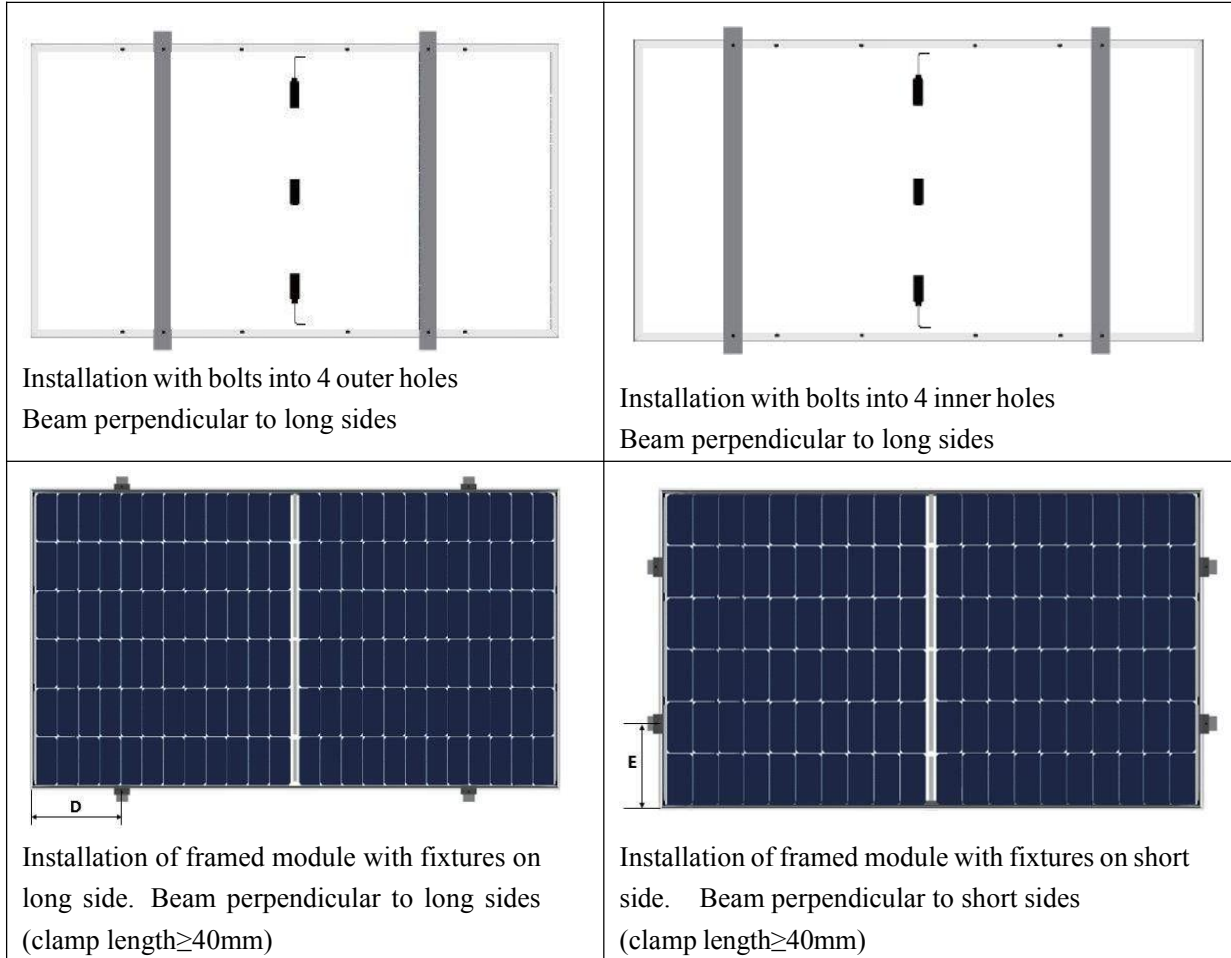 Installation with bolts into 4 outer holes
Beam perpendicular to long sides
Installation with bolts into 4 inner holes
Beam perpendicular to long sides
D
Installation of framed module with fixtures on
long side. Beam perpendicular to long sides
(clamp length≥40mm)
E
Installation of framed module with fixtures on short
side. Beam perpendicular to short sides
(clamp length≥40mm)